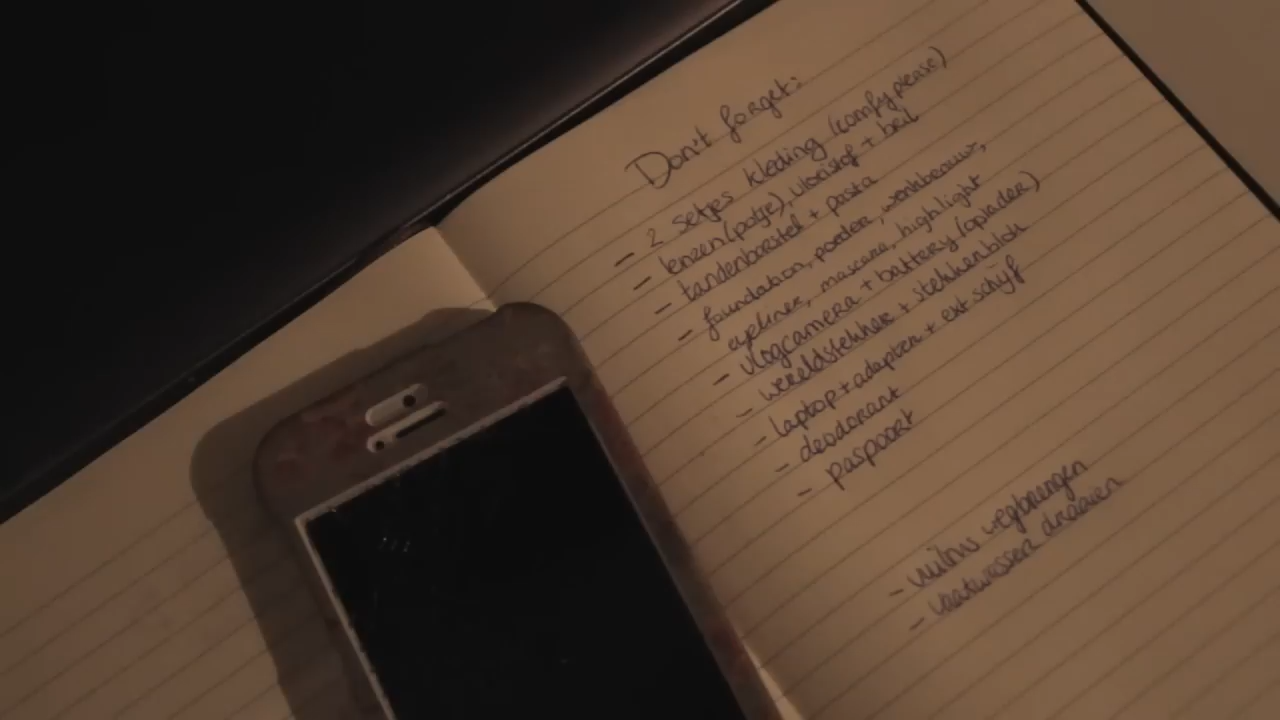 Don't forget:
- 2 setjes kleding (comfy please)
- lenzen (potje), vloeistof + bril
- tandenborstel + pasta
- foundation, poeder, wenkbrauw,
eyeliner, mascara, highlight
- vlogcamera + battery (oplader)
- wereldstekker + stekkerblok
- laptop + adapter + ext schijf
- deodorant
- paspoort
- vuilnis wegbrengen
- vaatwasser draaien